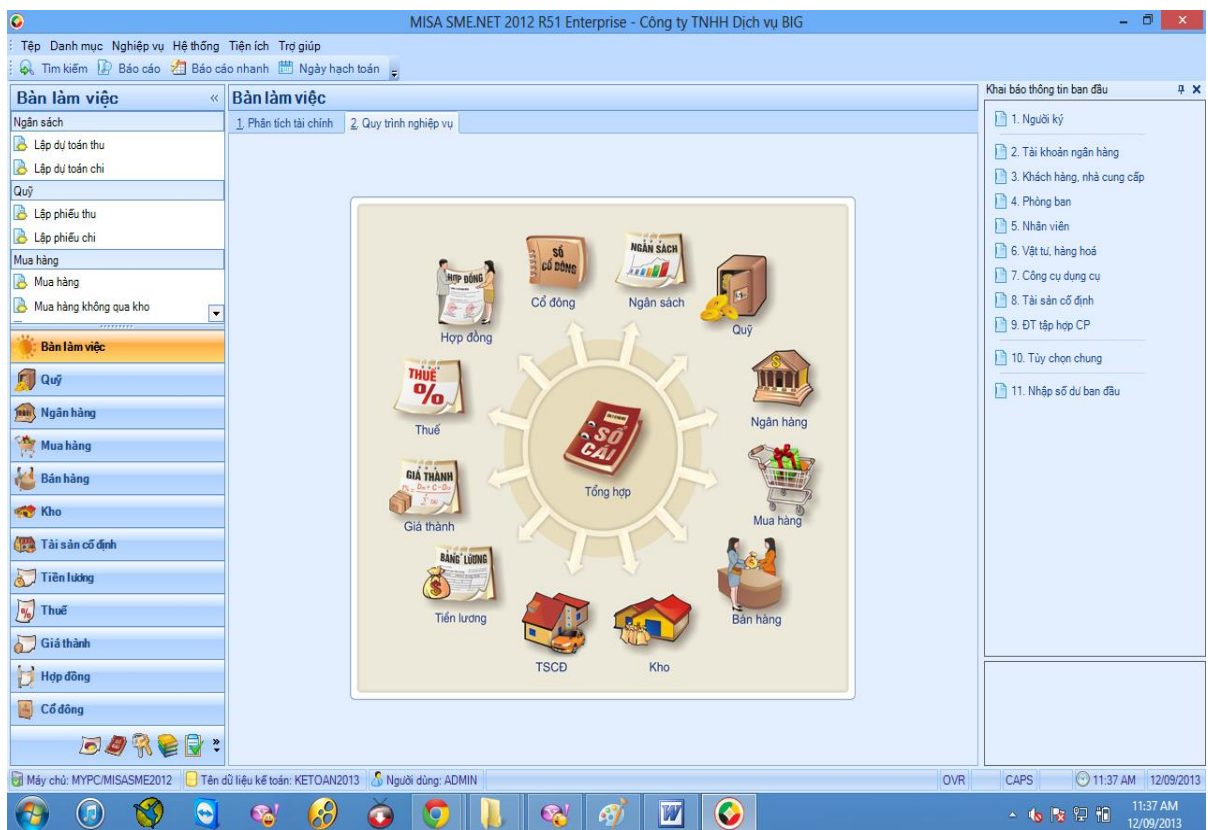 MISA SME.NET 2012 R51 Enterprise - Công ty TNHH Dịch vụ BIG
Tệp Danh mục Nghiệp vụ Hệ thống Tiện ích Trợ giúp
Tìm kiếm Báo cáo Báo cáo nhanh Ngày hạch toán
Bàn làm việc «
Ngân sách
Lập dự toán thu
Lập dự toán chi
Quỹ
Lập phiếu thu
Lập phiếu chi
Mua hàng
Mua hàng
Mua hàng không qua kho
Bàn làm việc
Quỹ
Ngân hàng
Mua hàng
Bán hàng
Kho
Tài sản cố định
Tiền lương
Thuế
Giá thành
Hợp đồng
Cổ đông
Bàn làm việc
1. Phân tích tài chính 2. Quy trình nghiệp vụ
HỢP ĐỒNG
Hợp đồng
SỔ CỔ ĐÔNG
Cổ đông
NGÂN SÁCH
Ngân sách
Quỹ
THUẾ %
Thuế
Ngân hàng
SỔ CÁI
Tổng hợp
GIÁ THÀNH
Giá thành
Mua hàng
BẢNG LƯƠNG
Tiền lương
Bán hàng
TSCĐ
Kho
Khai báo thông tin ban đầu
1. Người ký
2. Tài khoản ngân hàng
3. Khách hàng, nhà cung cấp
4. Phòng ban
5. Nhân viên
6. Vật tư, hàng hoá
7. Công cụ dụng cụ
8. Tài sản cố định
9. ĐT tập hợp CP
10. Tùy chọn chung
11. Nhập số dư ban đầu
Máy chủ: MYPC/MISASME2012 Tên dữ liệu kế toán: KETOAN2013 Người dùng: ADMIN OVR CAPS 11:37 AM 12/09/2013
11:37 AM
12/09/2013